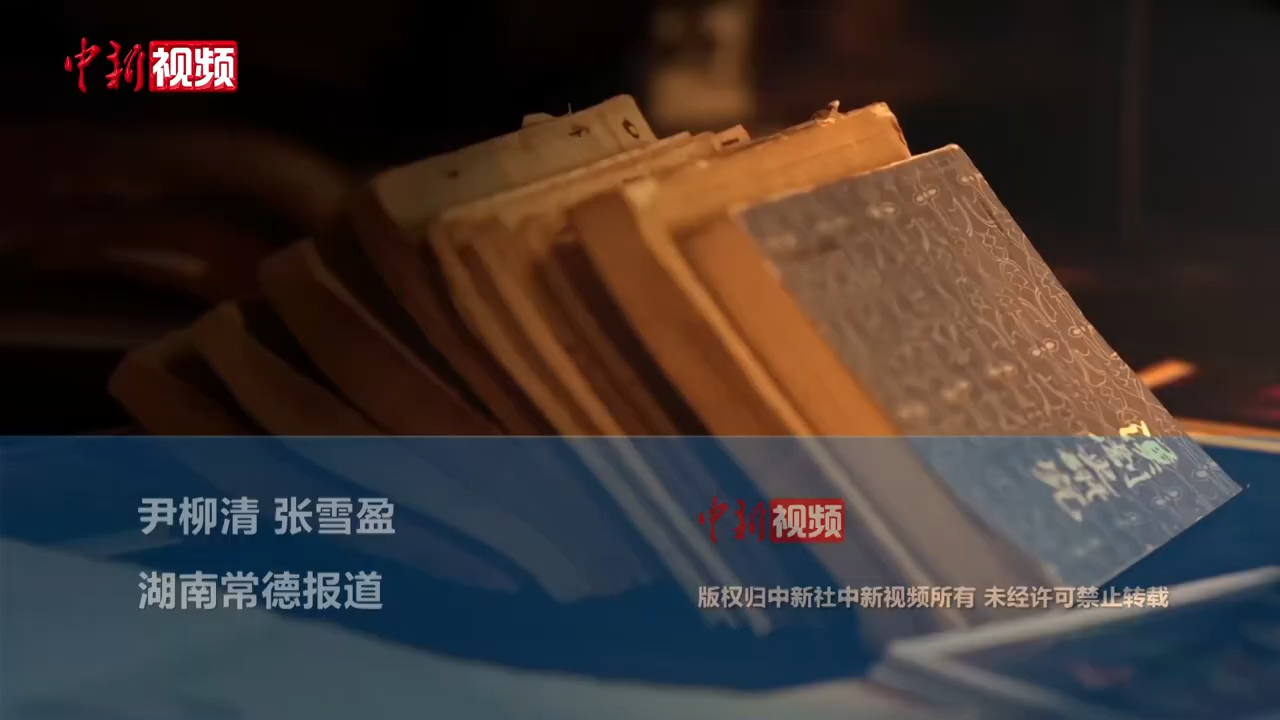 中新视频
尹柳清 张雪盈
湖南常德报道
中新视频
版权归中新社中新视频所有 未经许可禁止转载